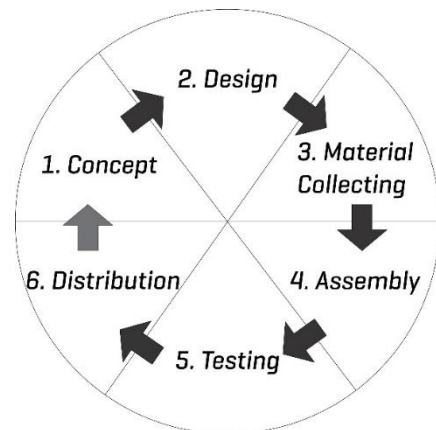 1. Concept
2. Design
3. Material
Collecting
4. Assembly
5. Testing
6. Distribution